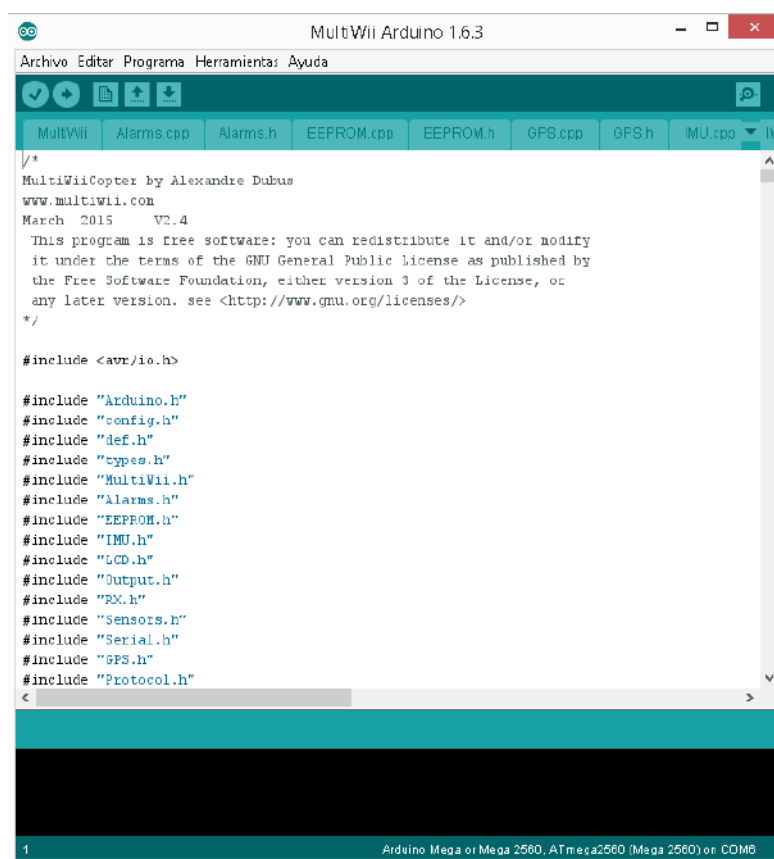 MultiWii Arduino 1.6.3
Archivo Editar Programa Herramientas Ayuda
MultiWii Alarms.cpp Alarms.h EEPROM.cpp EEPROM.h GPS.cpp GPS.h IMU.cpp
/*
MultiWiiCopter by Alexandre Dubus
www.multiwii.com
March 2015 V2.4
This program is free software: you can redistribute it and/or modify
it under the terms of the GNU General Public License as published by
the Free Software Foundation, either version 3 of the License, or
any later version. see <http://www.gnu.org/licenses/>
*/
#include <avr/io.h>
#include "Arduino.h"
#include "config.h"
#include "def.h"
#include "types.h"
#include "MultiWii.h"
#include "Alarms.h"
#include "EEPROM.h"
#include "IMU.h"
#include "LCD.h"
#include "Output.h"
#include "RX.h"
#include "Sensors.h"
#include "Serial.h"
#include "GPS.h"
#include "Protocol.h"
1 Arduino Mega or Mega 2560, ATmega2560 (Mega 2560) on COM6